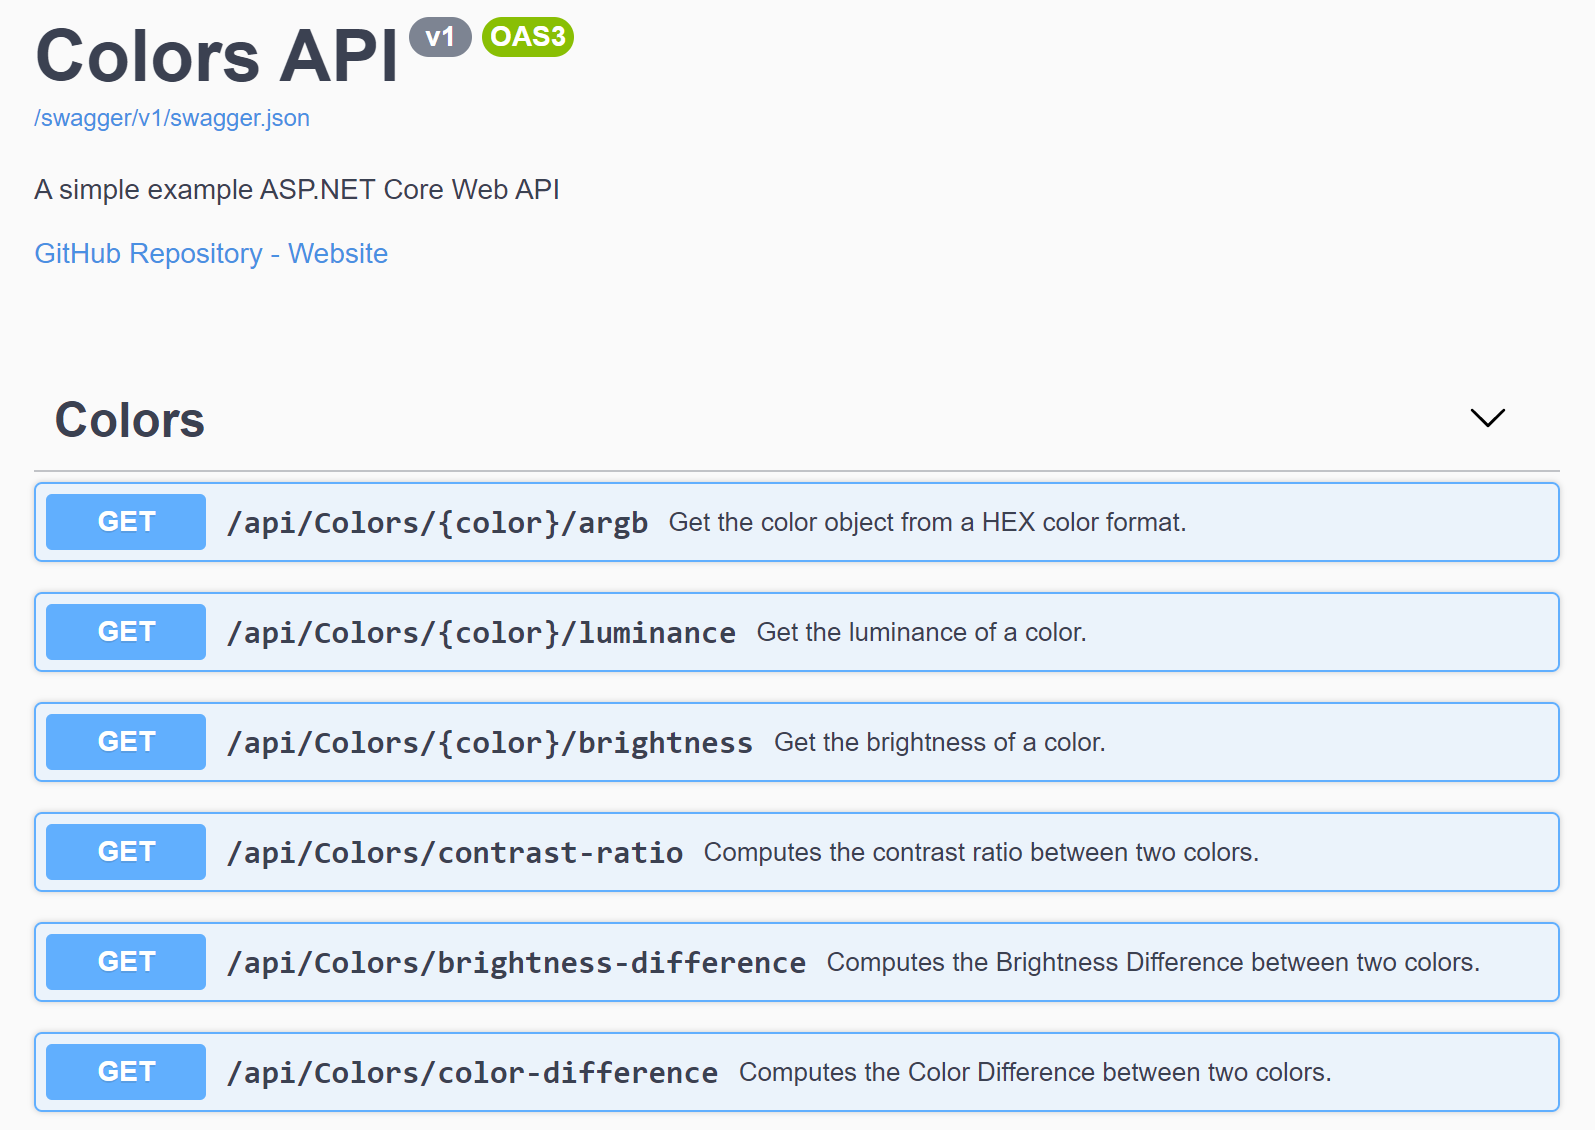 Colors API v1 OAS3
/swagger/v1/swagger.json
A simple example ASP.NET Core Web API
GitHub Repository - Website
Colors
GET /api/Colors/{color}/argb Get the color object from a HEX color format.
GET /api/Colors/{color}/luminance Get the luminance of a color.
GET /api/Colors/{color}/brightness Get the brightness of a color.
GET /api/Colors/contrast-ratio Computes the contrast ratio between two colors.
GET /api/Colors/brightness-difference Computes the Brightness Difference between two colors.
GET /api/Colors/color-difference Computes the Color Difference between two colors.